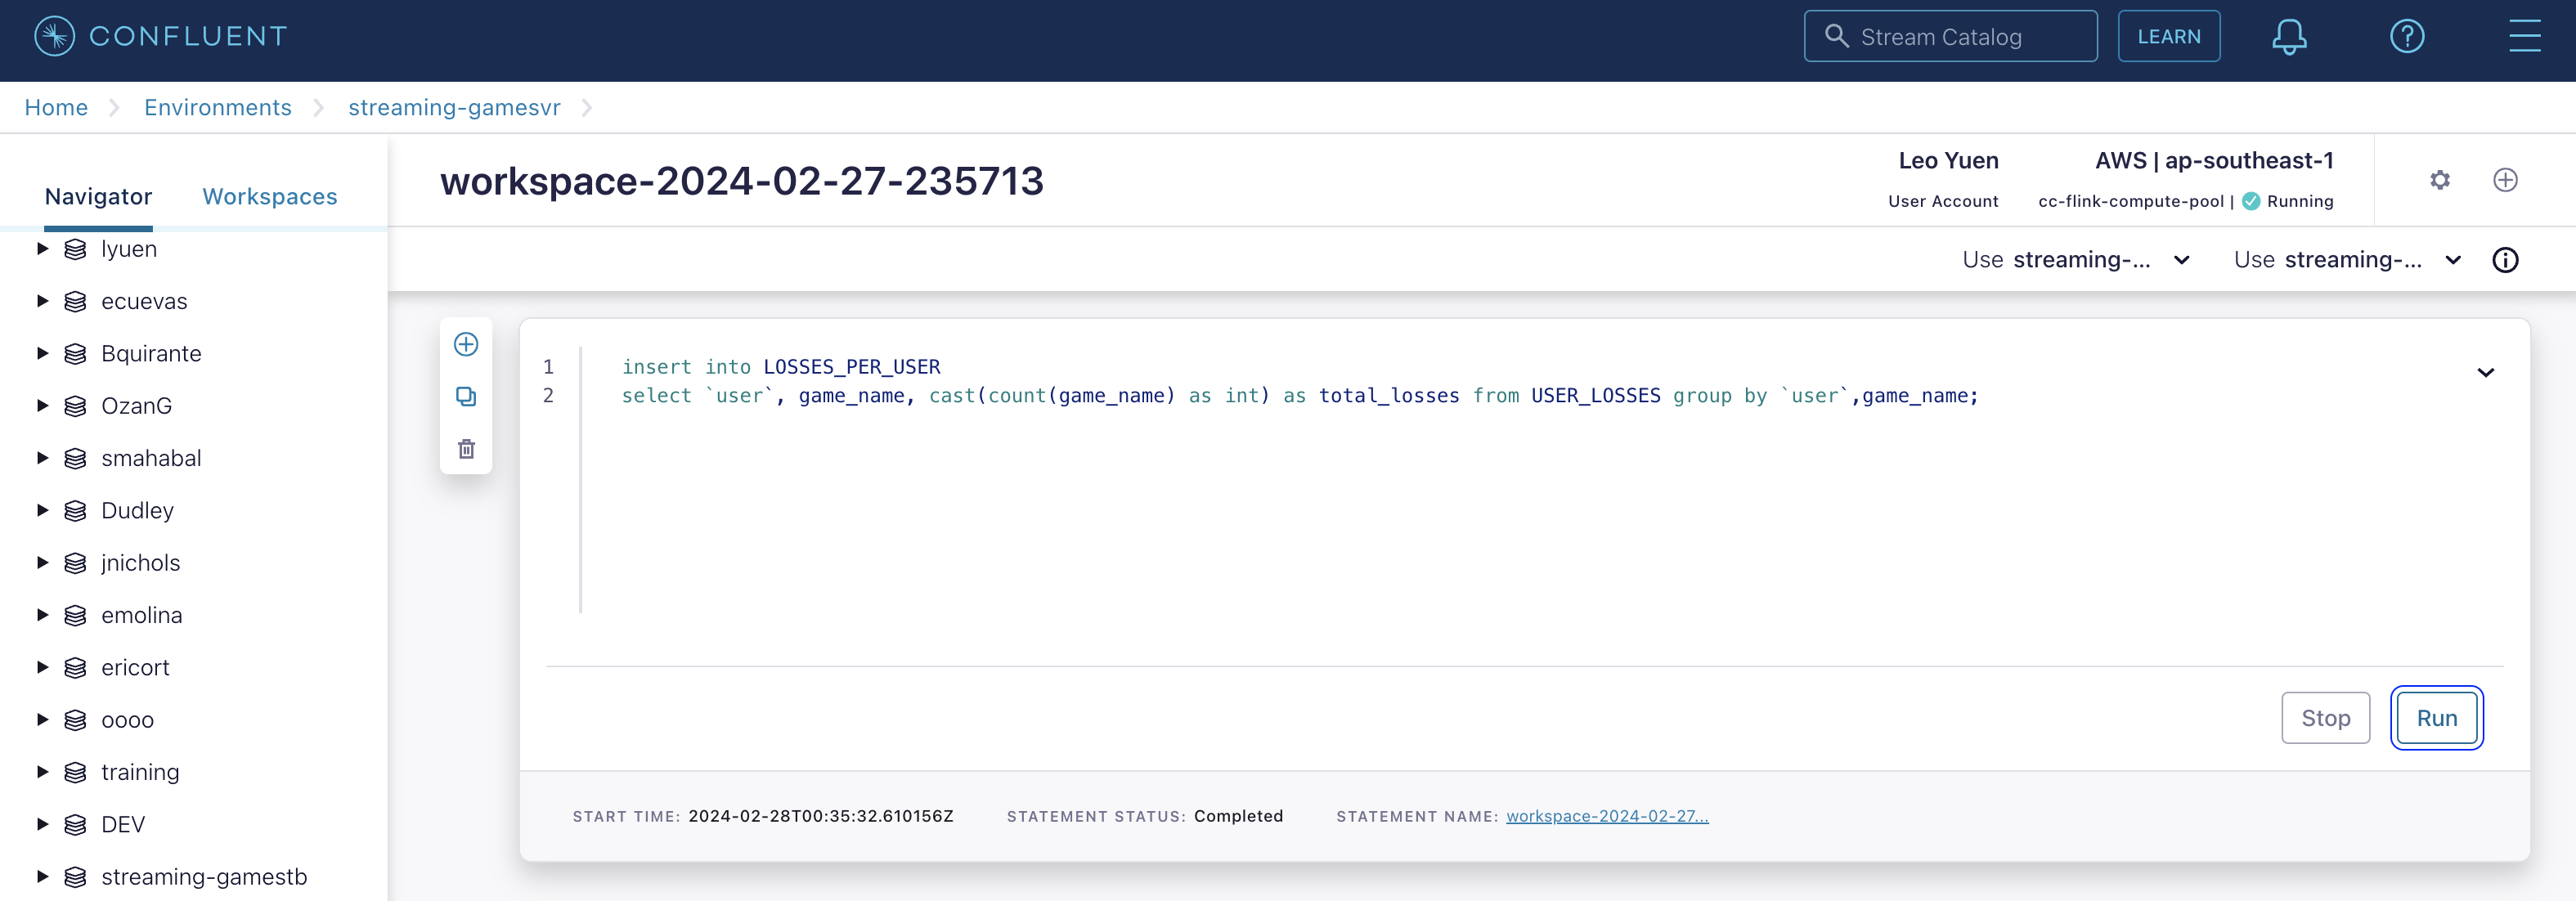 CONFLUENT
Stream Catalog
LEARN
Home
Environments
streaming-gamesvr
Navigator
Workspaces
lyuen
ecuevas
Bquirante
OzanG
smahabal
Dudley
jnichols
emolina
ericort
oooo
training
DEV
streaming-gamestb
workspace-2024-02-27-235713
Leo Yuen
User Account
AWS | ap-southeast-1
cc-flink-compute-pool | Running
Use streaming-...
Use streaming-...
1 insert into LOSSES_PER_USER
2 select `user`, game_name, cast(count(game_name) as int) as total_losses from USER_LOSSES group by `user`,game_name;
Stop
Run
START TIME: 2024-02-28T00:35:32.610156Z
STATEMENT STATUS: Completed
STATEMENT NAME: workspace-2024-02-27...